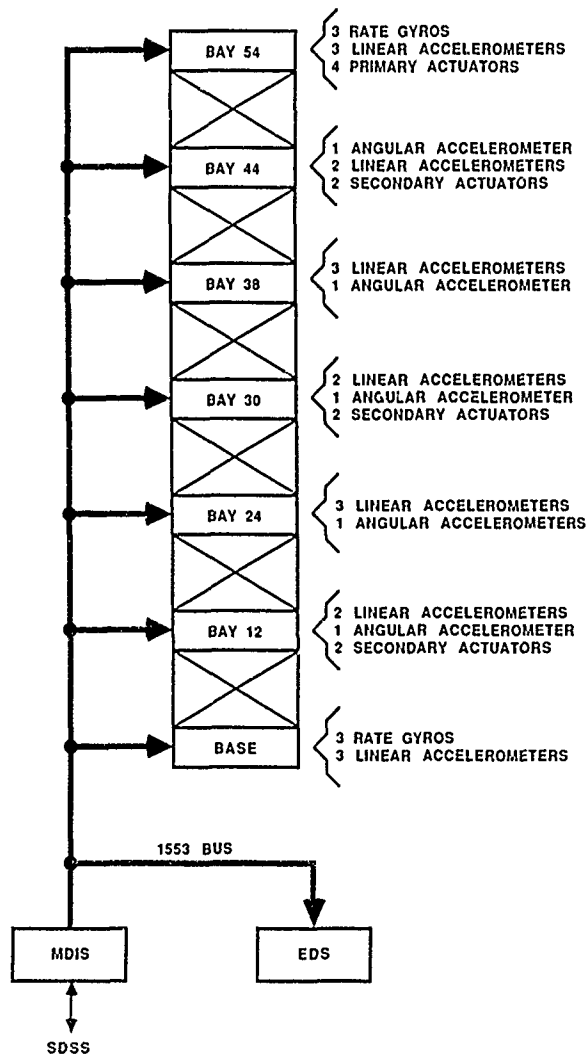 BAY 54
3 RATE GYROS
3 LINEAR ACCELEROMETERS
4 PRIMARY ACTUATORS
BAY 44
1 ANGULAR ACCELEROMETER
2 LINEAR ACCELEROMETERS
2 SECONDARY ACTUATORS
BAY 38
3 LINEAR ACCELEROMETERS
1 ANGULAR ACCELEROMETER
BAY 30
2 LINEAR ACCELEROMETERS
1 ANGULAR ACCELEROMETER
2 SECONDARY ACTUATORS
BAY 24
3 LINEAR ACCELEROMETERS
1 ANGULAR ACCELEROMETERS
BAY 12
2 LINEAR ACCELEROMETERS
1 ANGULAR ACCELEROMETER
2 SECONDARY ACTUATORS
BASE
3 RATE GYROS
3 LINEAR ACCELEROMETERS
1553 BUS
MDIS
EDS
SDSS